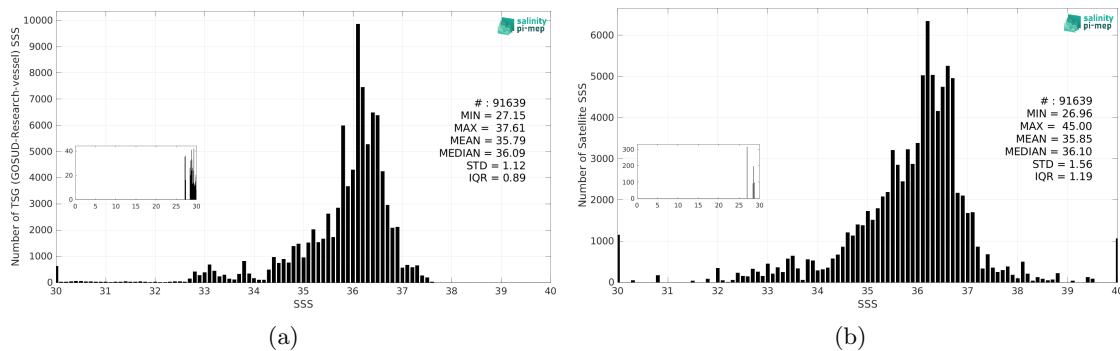 10000
9000
8000
7000
6000
5000
4000
3000
2000
1000
0
Number of TSG (GOSUD-Research-vessel) SSS
salinity
pi-mep
# : 91639
MIN = 27.15
MAX = 37.61
MEAN = 35.79
MEDIAN = 36.09
STD = 1.12
IQR = 0.89
40
20
0
0 5 10 15 20 25 30
30 31 32 33 34 35 36 37 38 39 40
SSS
(a)
6000
5000
4000
3000
2000
1000
0
Number of Satellite SSS
salinity
pi-mep
# : 91639
MIN = 26.96
MAX = 45.00
MEAN = 35.85
MEDIAN = 36.10
STD = 1.56
IQR = 1.19
300
200
100
0
0 5 10 15 20 25 30
30 31 32 33 34 35 36 37 38 39 40
SSS
(b)